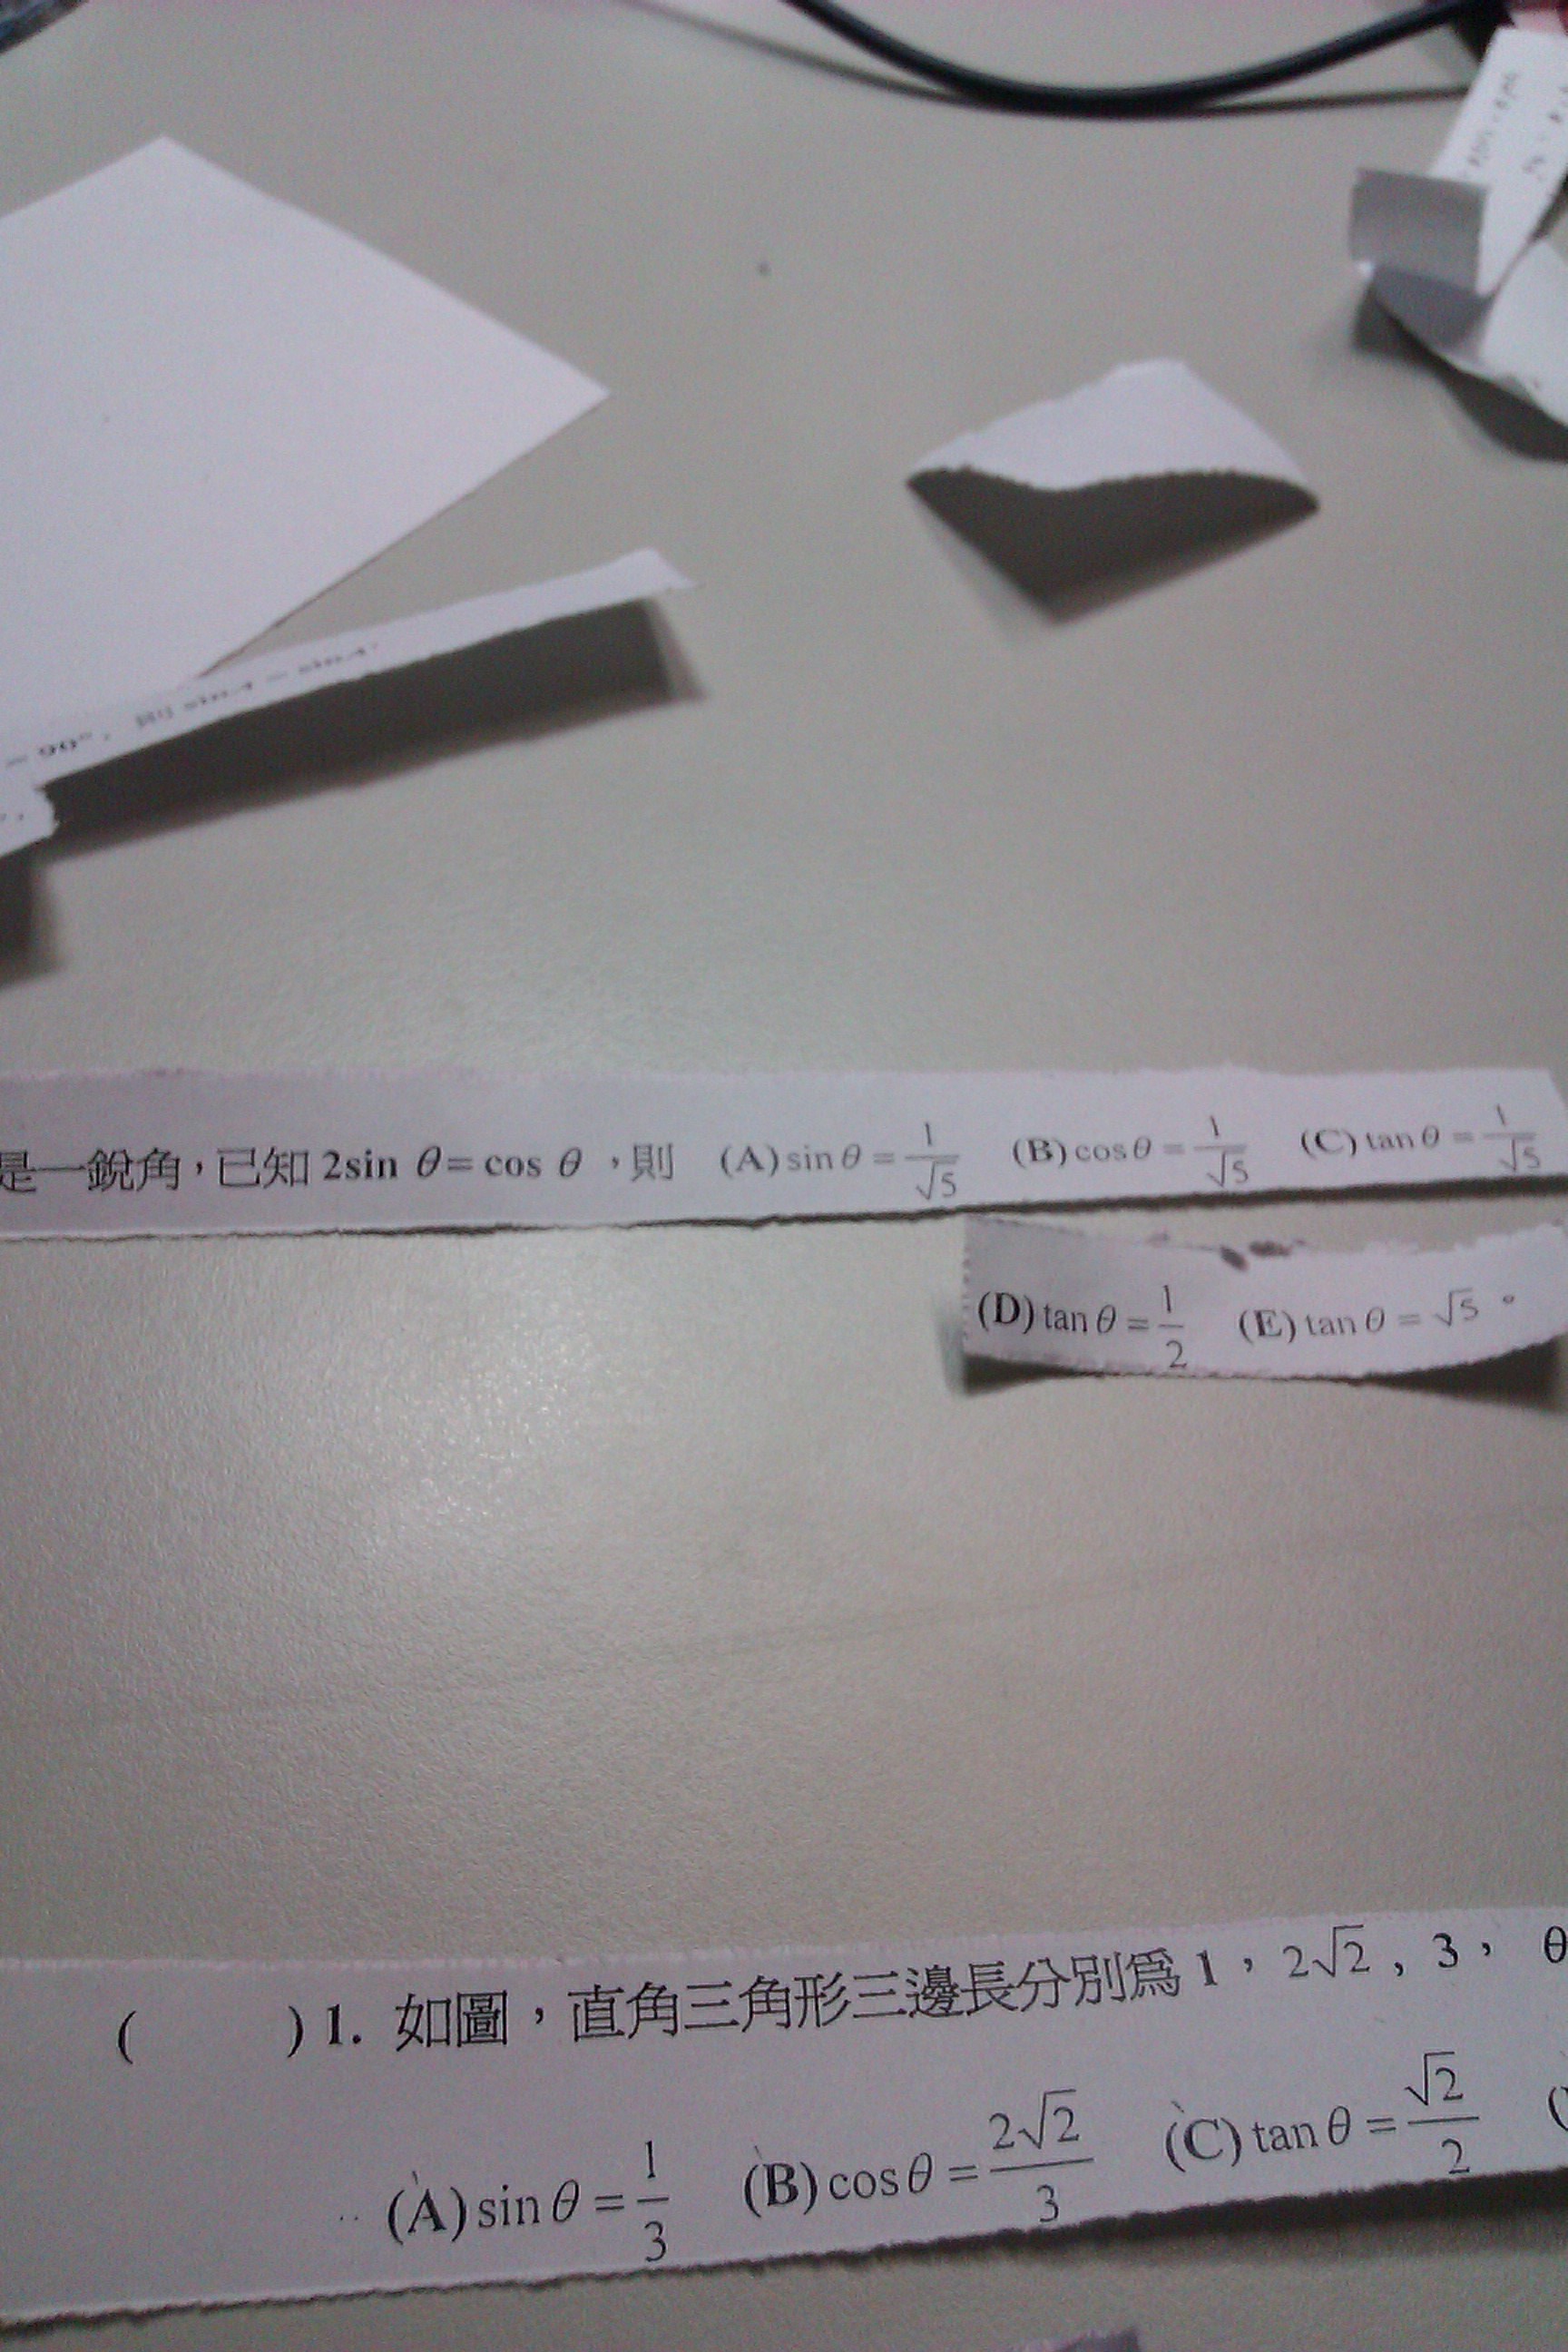 90°,
是一銳角，已知 2sin θ = cos θ ，則 (A) sin θ = 1/√5 (B) cos θ = 1/√5 (C) tan θ = 1/√5
(D) tan θ = 1/2 (E) tan θ = √5 。
( ) 1. 如圖，直角三角形三邊長分別為 1 ， 2√2 , 3 ， θ
(A) sin θ = 1/3 (B) cos θ = 2√2/3 (C) tan θ = √2/2 (